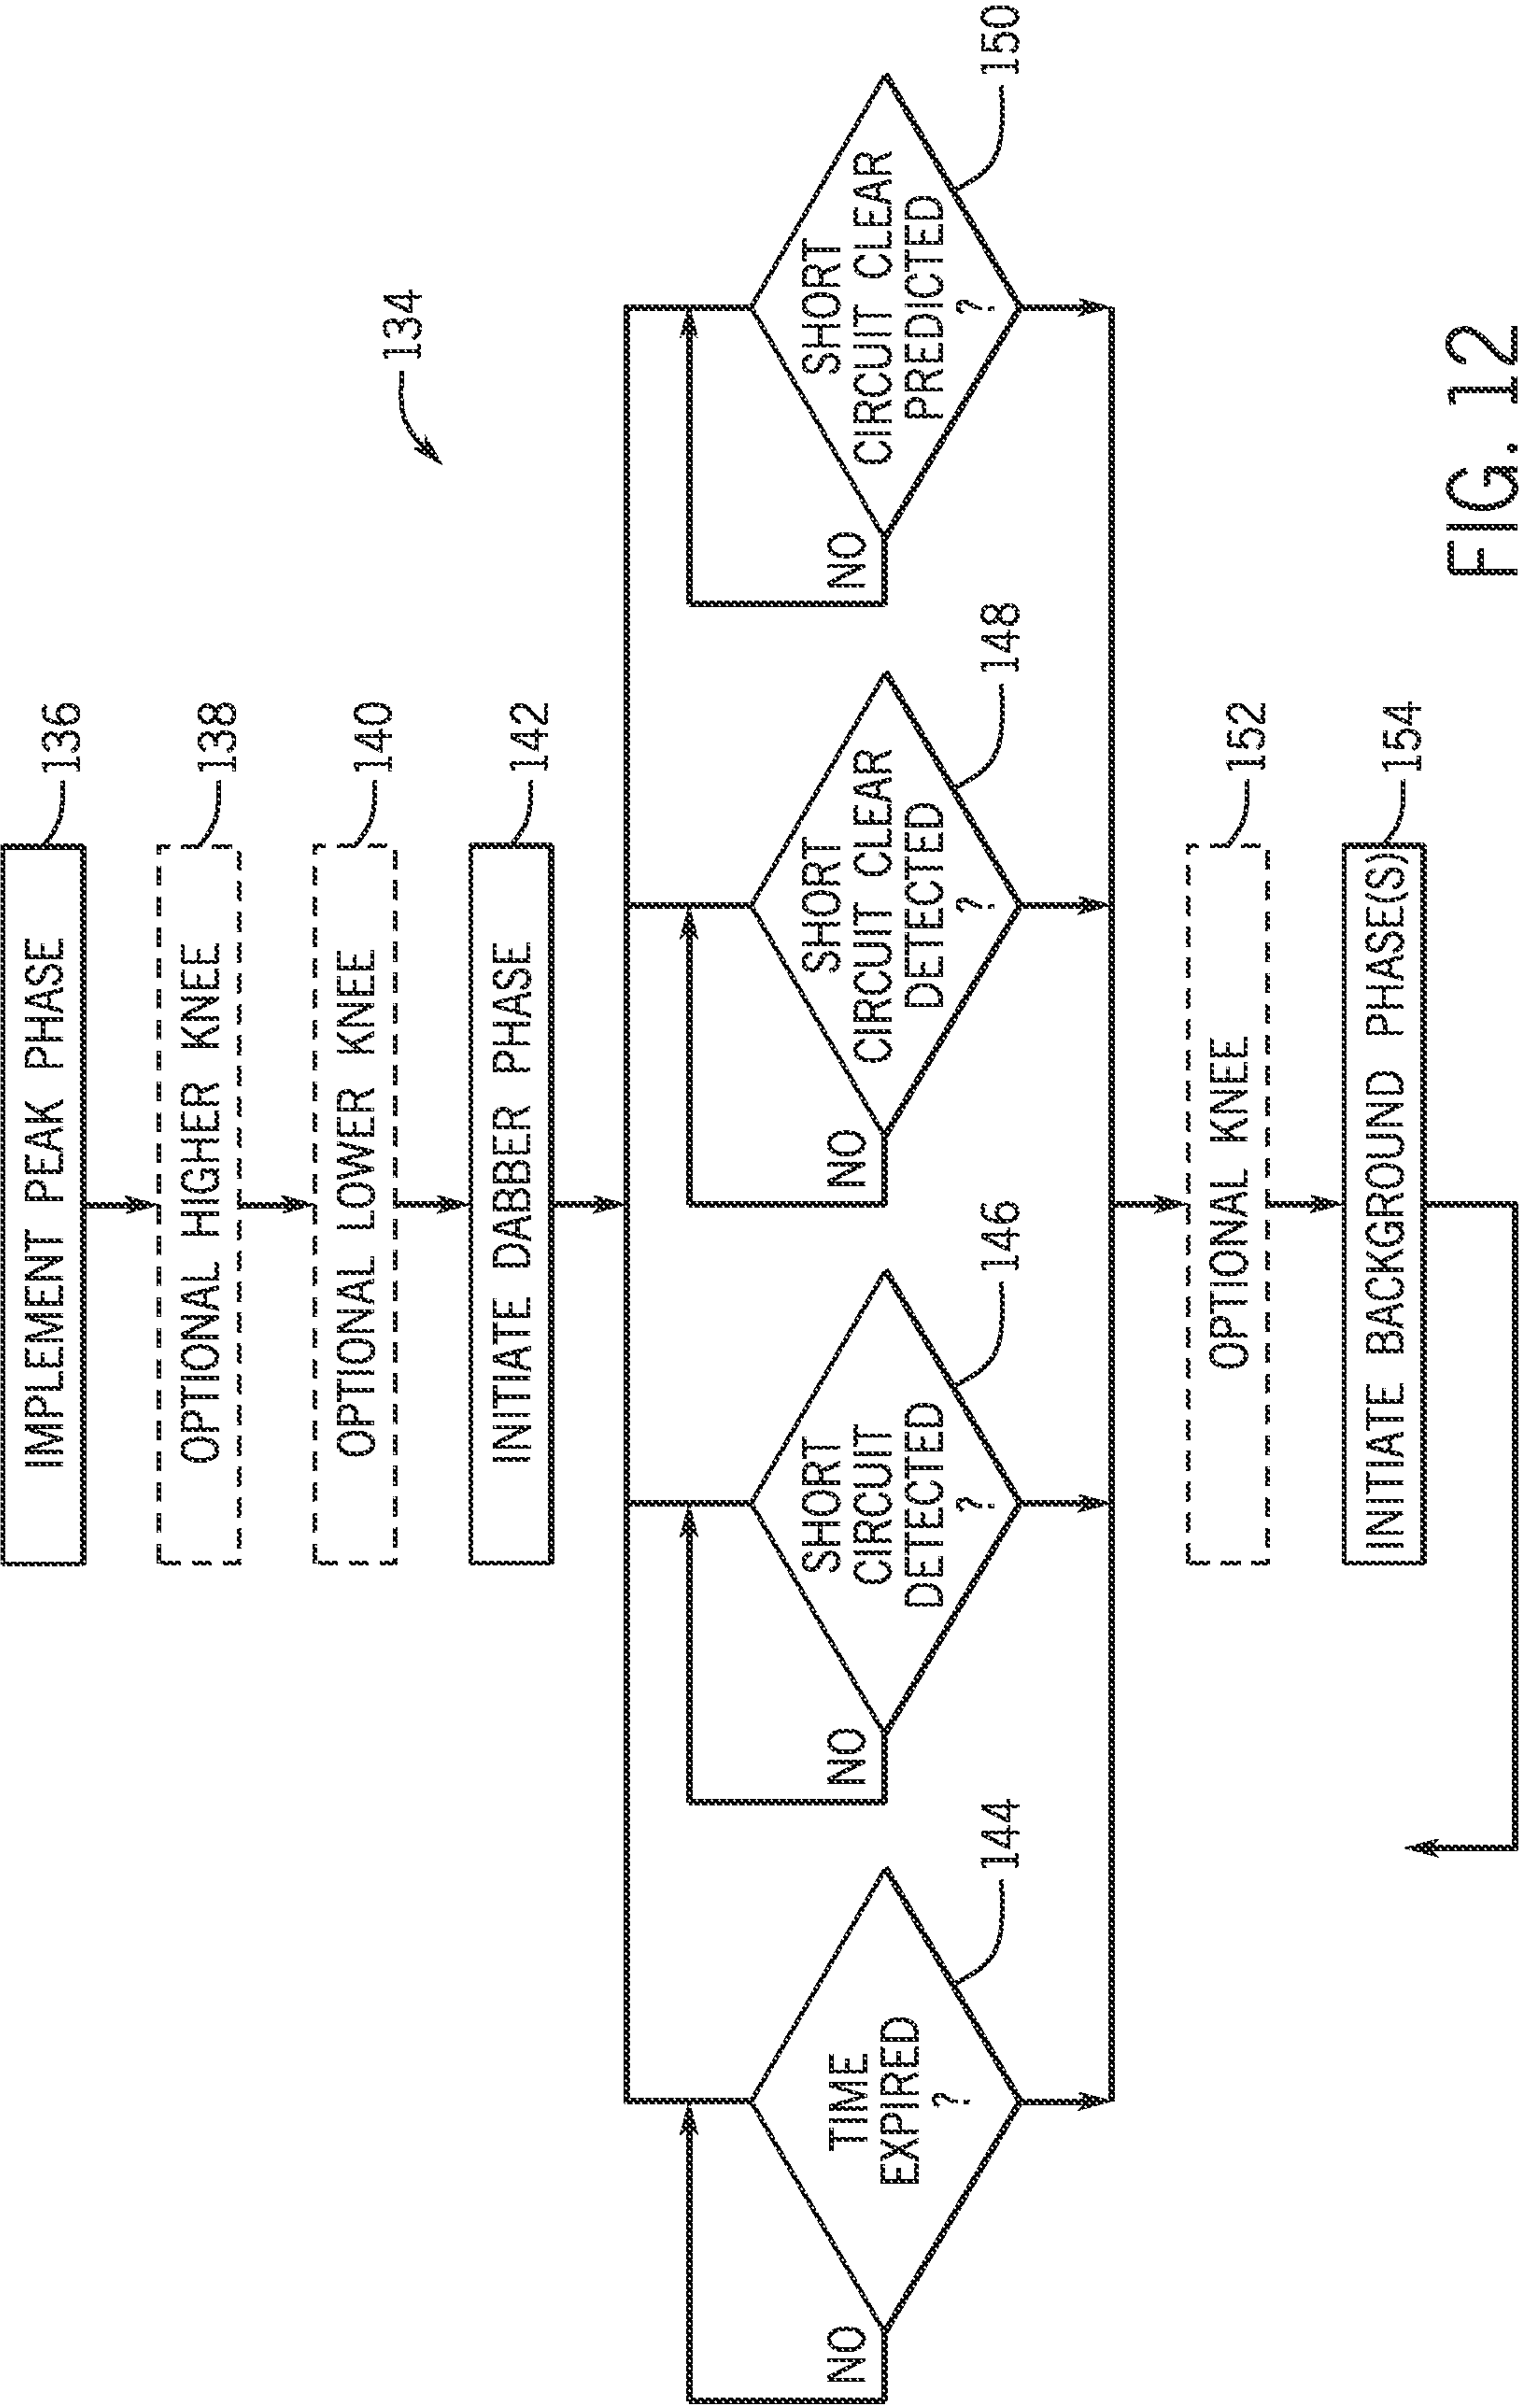 IMPLEMENT PEAK PHASE
136
OPTIONAL HIGHER KNEE
138
134
OPTIONAL LOWER KNEE
140
INITIATE DABBER PHASE
142
NO
TIME
EXPIRED
?
144
NO
SHORT
CIRCUIT
DETECTED
?
146
NO
SHORT
CIRCUIT CLEAR
DETECTED
?
148
NO
SHORT
CIRCUIT CLEAR
PREDICTED
?
150
OPTIONAL KNEE
152
INITIATE BACKGROUND PHASE(S)
154
FIG. 12